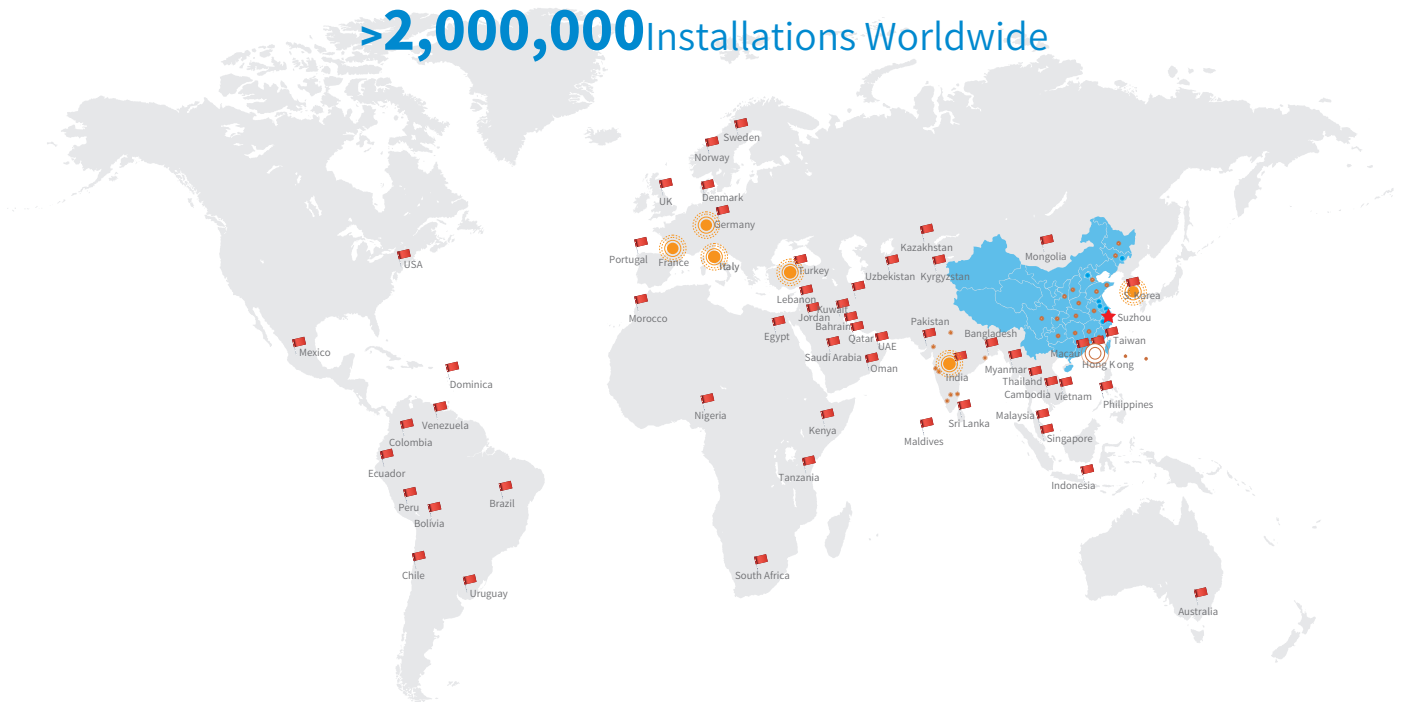 >2,000,000 Installations Worldwide
Sweden
Norway
UK
Denmark
Germany
Portugal
France
Italy
Turkey
Kazakhstan
Mongolia
USA
Uzbekistan
Kyrgyzstan
Lebanon
S. Korea
Morocco
Jordan
Kuwait
Suzhou
Egypt
Bahrain
Pakistan
Bangladesh
Qatar
UAE
Taiwan
Mexico
Saudi Arabia
Macau
Oman
Myanmar
Hong Kong
India
Thailand
Dominica
Cambodia
Vietnam
Philippines
Nigeria
Malaysia
Venezuela
Kenya
Maldives
Sri Lanka
Colombia
Singapore
Ecuador
Tanzania
Indonesia
Peru
Brazil
Bolivia
Chile
South Africa
Uruguay
Australia